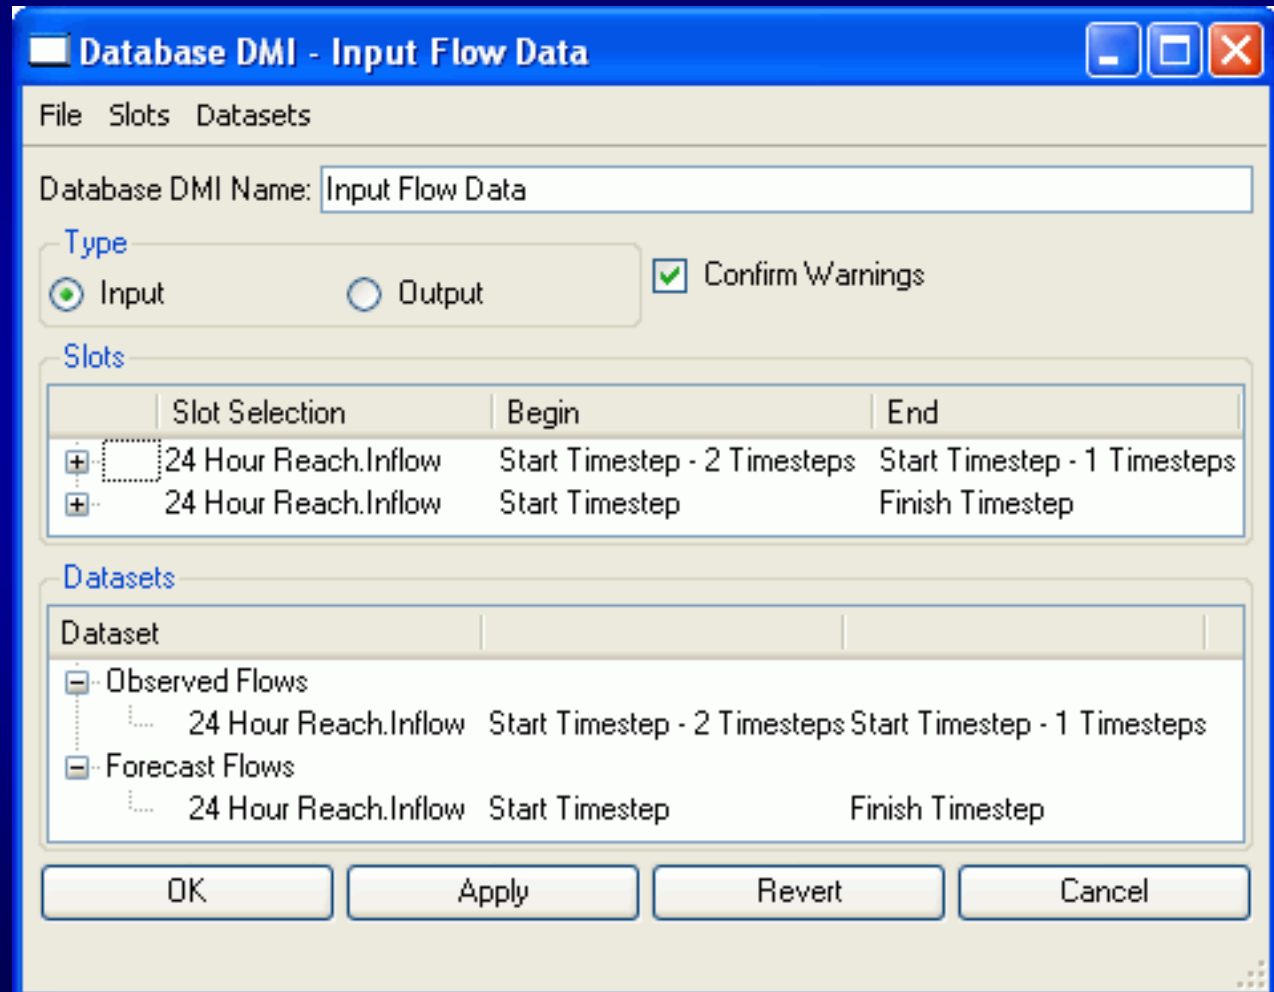 Database DMI - Input Flow Data
File Slots Datasets
Database DMI Name: Input Flow Data
Type
Input Output Confirm Warnings
Slots
Slot Selection Begin End
24 Hour Reach.Inflow Start Timestep - 2 Timesteps Start Timestep - 1 Timesteps
24 Hour Reach.Inflow Start Timestep Finish Timestep
Datasets
Dataset
Observed Flows
24 Hour Reach.Inflow Start Timestep - 2 Timesteps Start Timestep - 1 Timesteps
Forecast Flows
24 Hour Reach.Inflow Start Timestep Finish Timestep
OK Apply Revert Cancel